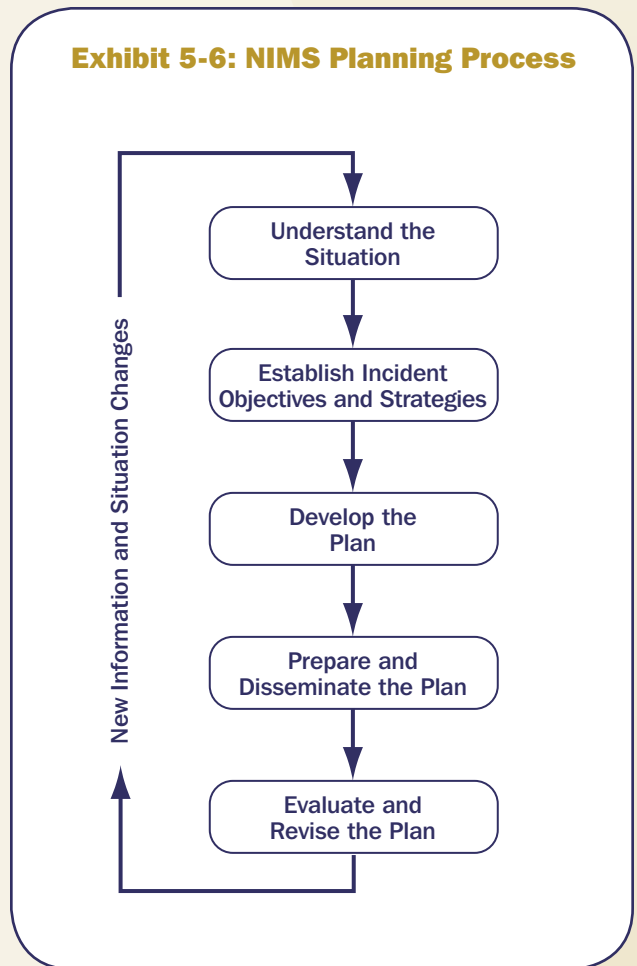 Exhibit 5-6: NIMS Planning Process
Understand the
Situation
Establish Incident
Objectives and Strategies
Develop the
Plan
Prepare and
Disseminate the Plan
Evaluate and
Revise the Plan
New Information and Situation Changes